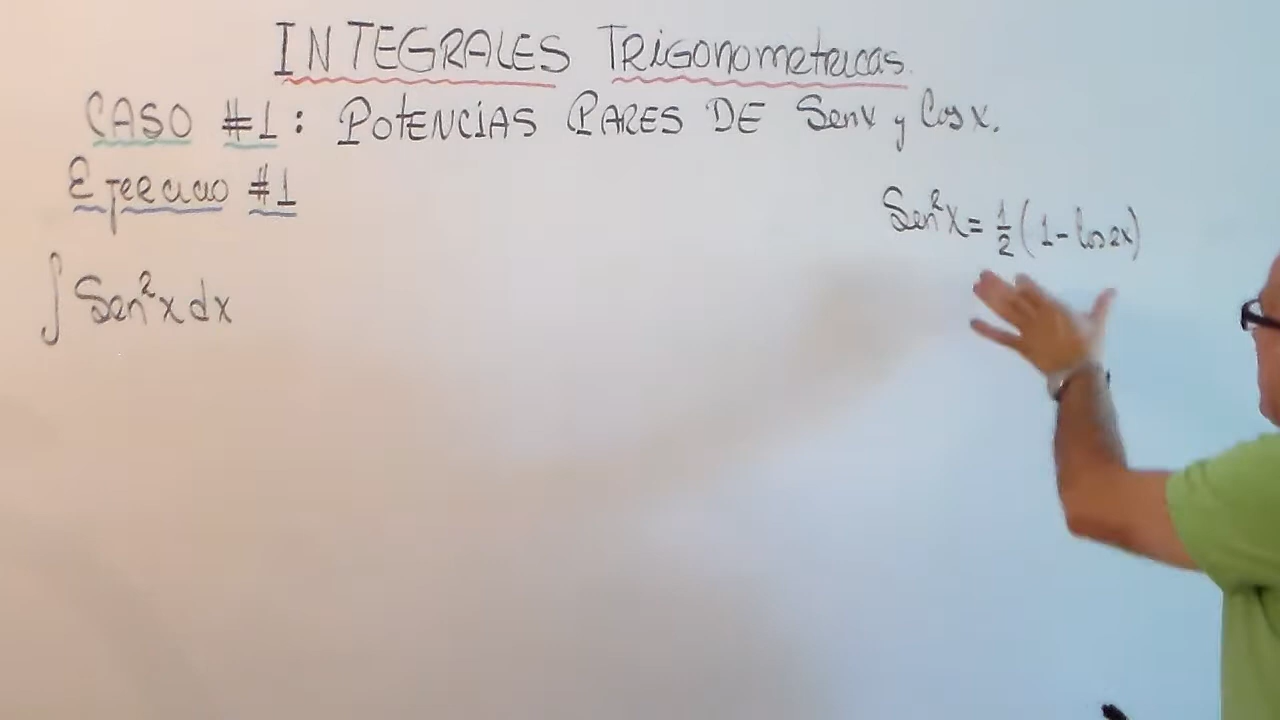 INTEGRALES TRIGONOMETRICAS.
CASO #1: POTENCIAS PARES DE Senx y Cosx.
Ejercicio #1
Sen²x = 1/2 (1 - Cos2x)
∫ Sen²x dx